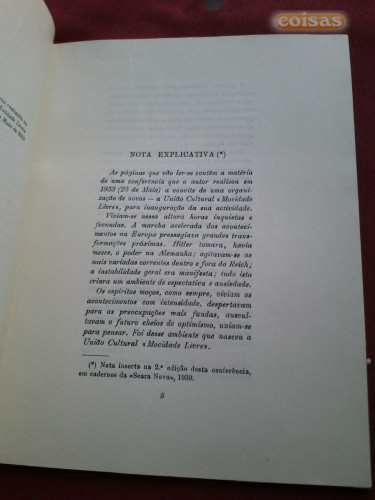 coisas
NOTA EXPLICATIVA (*)
As páginas que vão ler-se contêm a matéria
de uma conferência que o autor realizou em
1933 (25 de Maio) a convite de uma organi-
zação de novos — a União Cultural «Mocidade
Livre», para inauguração da sua actividade.
Viviam-se nessa altura horas inquietas e
fecundas. A marcha acelerada dos aconteci-
mentos na Europa pressagiava grandes trans-
formações próximas. Hitler tomara, havia
meses, o poder na Alemanha; agitavam-se as
mais variadas correntes dentro e fora do Reich;
a instabilidade geral era manifesta; tudo isto
criava um ambiente de espectativa e ansiedade.
Os espíritos moços, como sempre, viviam os
acontecimentos com intensidade, despertavam
para as preocupações mais fundas, auscul-
tavam o futuro cheios de optimismo, uniam-se
para pensar. Foi desse ambiente que nasceu a
União Cultural «Mocidade Livre».
(*) Nota inserta na 2.ª edição desta conferência,
em cadernos da «Seara Nova», 1939.
5